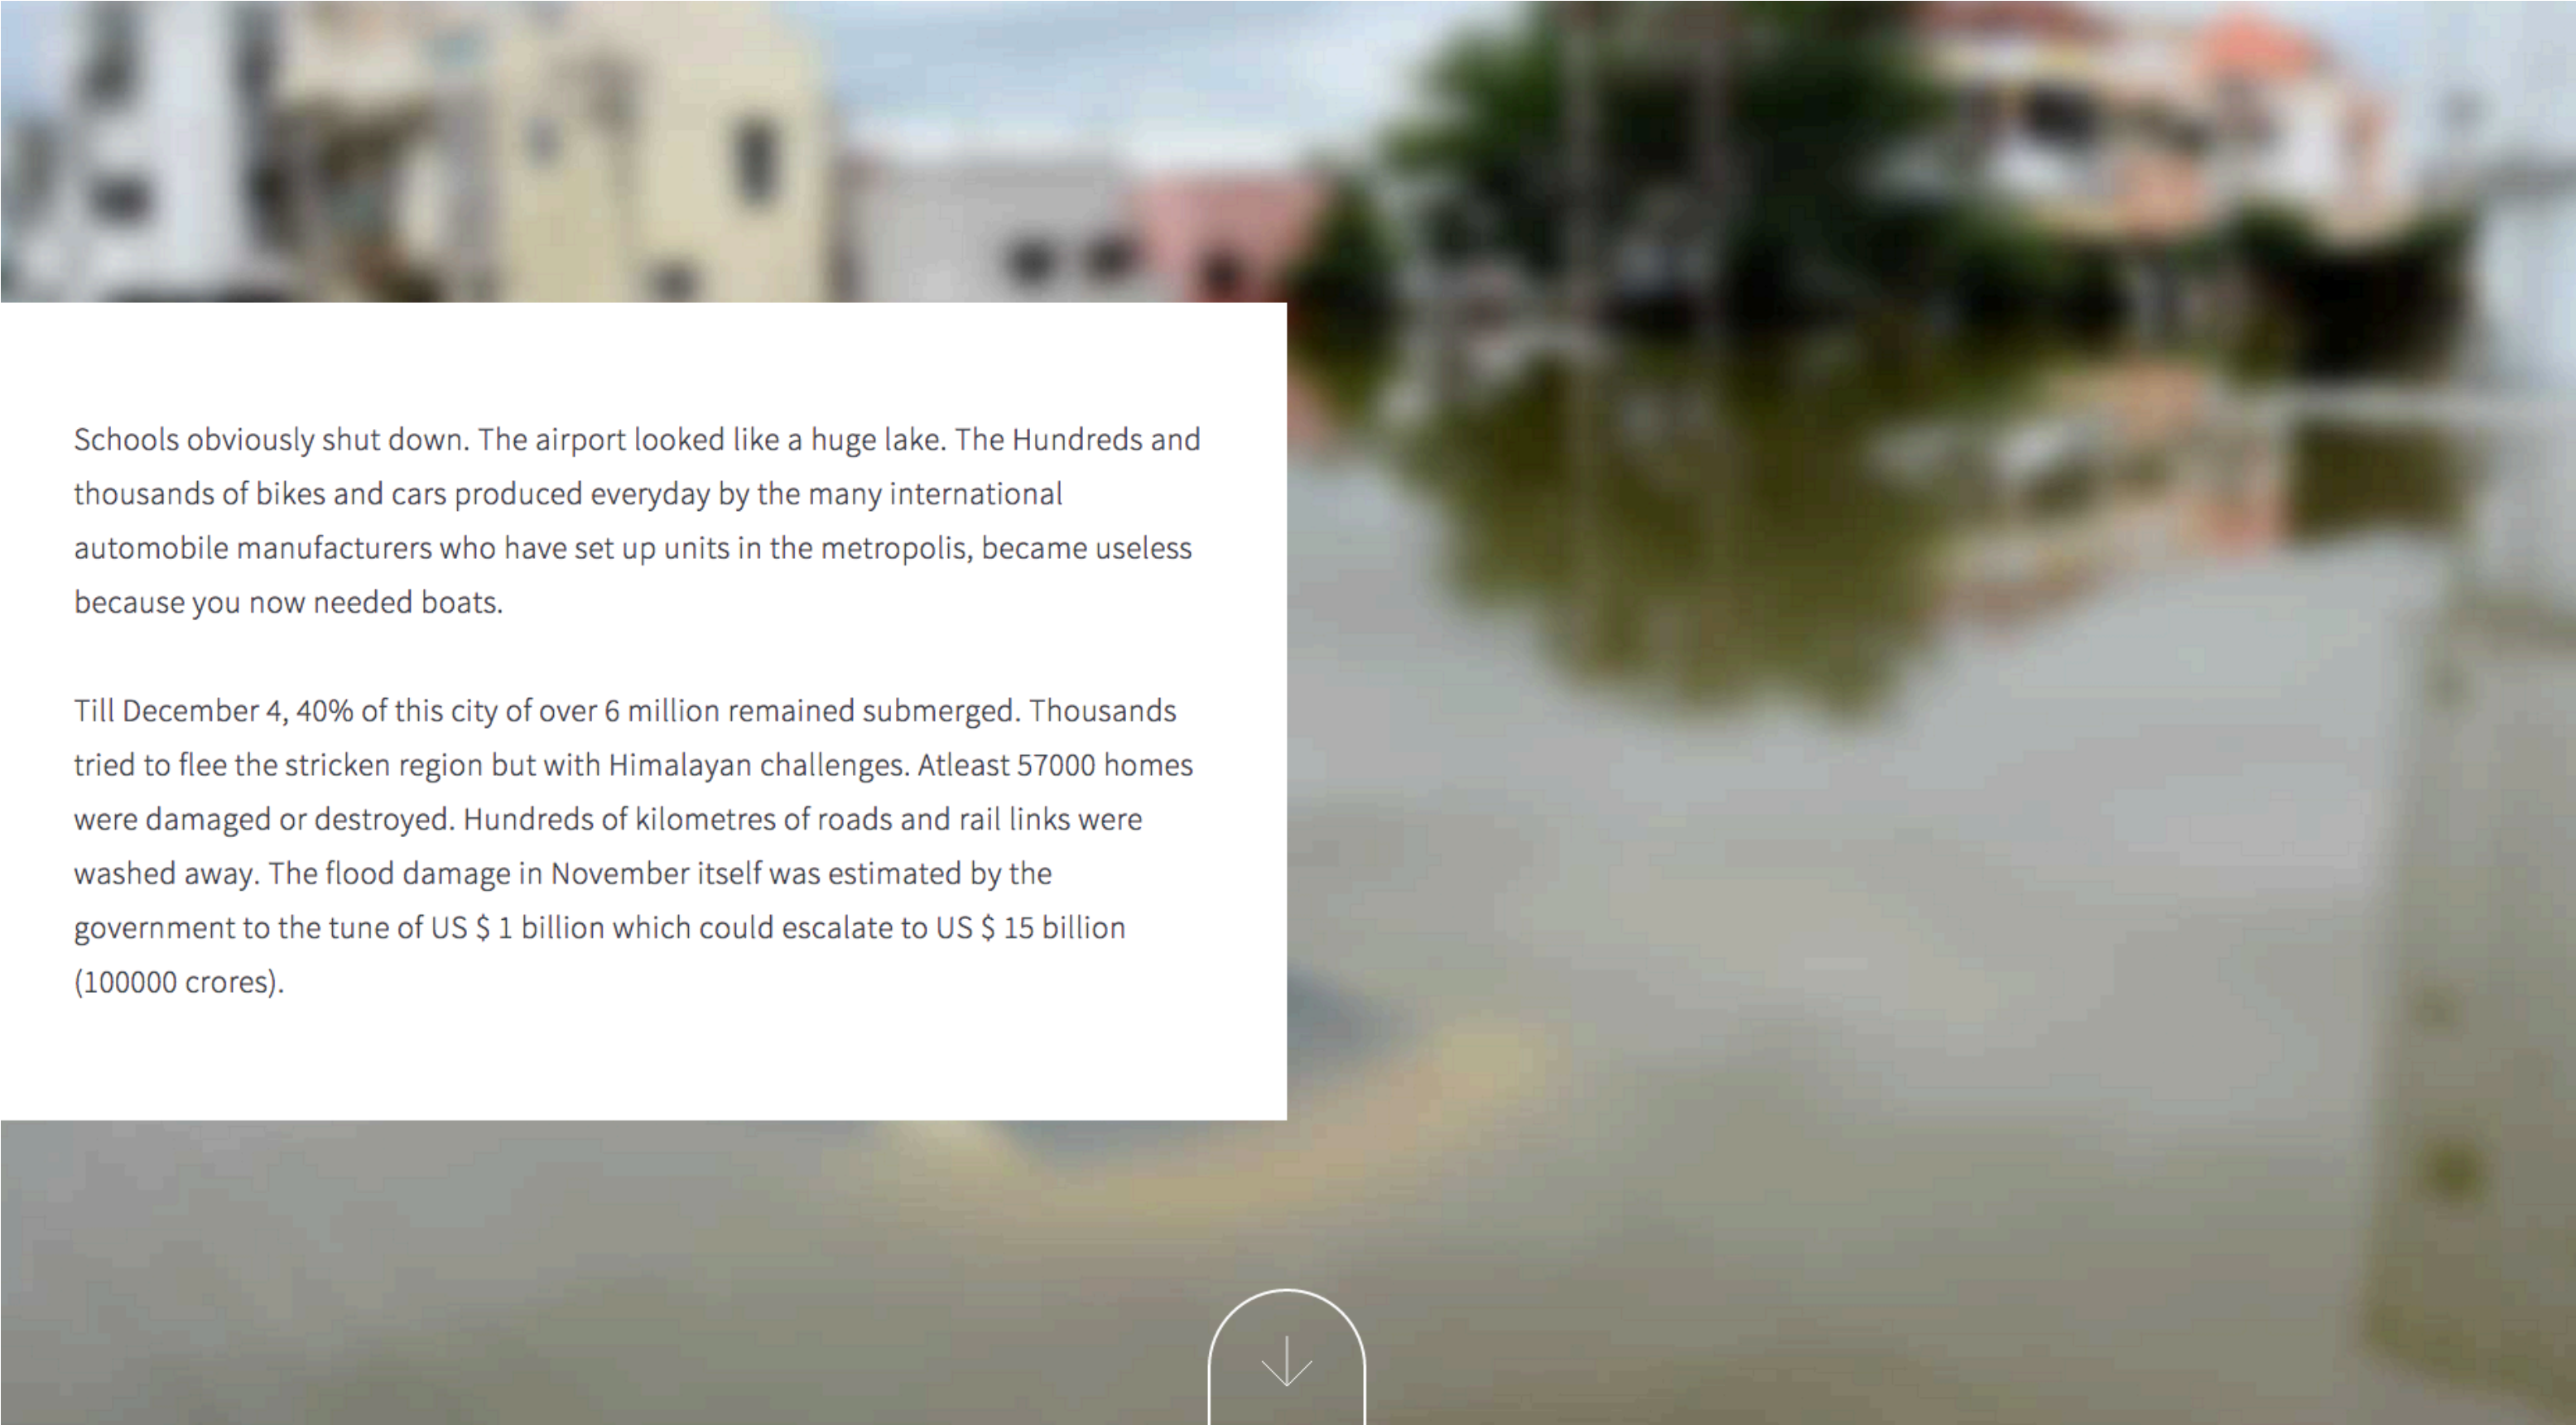 Schools obviously shut down. The airport looked like a huge lake. The Hundreds and
thousands of bikes and cars produced everyday by the many international
automobile manufacturers who have set up units in the metropolis, became useless
because you now needed boats.
Till December 4, 40% of this city of over 6 million remained submerged. Thousands
tried to flee the stricken region but with Himalayan challenges. Atleast 57000 homes
were damaged or destroyed. Hundreds of kilometres of roads and rail links were
washed away. The flood damage in November itself was estimated by the
government to the tune of US $ 1 billion which could escalate to US $ 15 billion
(100000 crores).